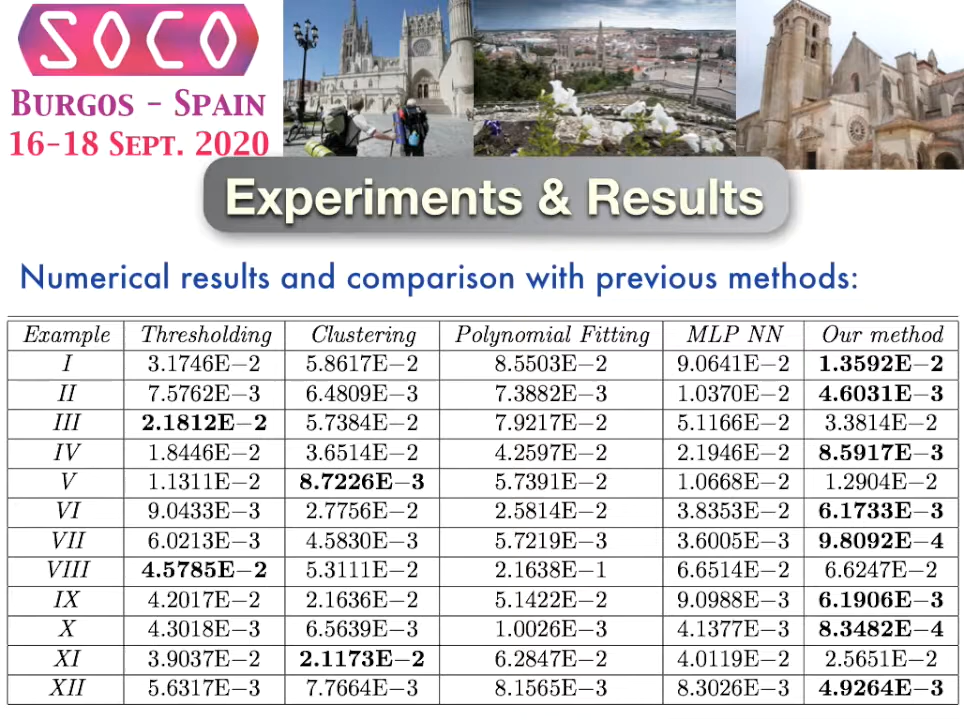 SOCO
BURGOS - SPAIN
16-18 SEPT. 2020
Experiments & Results
Numerical results and comparison with previous methods:
Example Thresholding Clustering Polynomial Fitting MLP NN Our method
I 3.1746E−2 5.8617E−2 8.5503E−2 9.0641E−2 1.3592E−2
II 7.5762E−3 6.4809E−3 7.3882E−3 1.0370E−2 4.6031E−3
III 2.1812E−2 5.7384E−2 7.9217E−2 5.1166E−2 3.3814E−2
IV 1.8446E−2 3.6514E−2 4.2597E−2 2.1946E−2 8.5917E−3
V 1.1311E−2 8.7226E−3 5.7391E−2 1.0668E−2 1.2904E−2
VI 9.0433E−3 2.7756E−2 2.5814E−2 3.8353E−2 6.1733E−3
VII 6.0213E−3 4.5830E−3 5.7219E−3 3.6005E−3 9.8092E−4
VIII 4.5785E−2 5.3111E−2 2.1638E−1 6.6514E−2 6.6247E−2
IX 4.2017E−2 2.1636E−2 5.1422E−2 9.0988E−3 6.1906E−3
X 4.3018E−3 6.5639E−3 1.0026E−3 4.1377E−3 8.3482E−4
XI 3.9037E−2 2.1173E−2 6.2847E−2 4.0119E−2 2.5651E−2
XII 5.6317E−3 7.7664E−3 8.1565E−3 8.3026E−3 4.9264E−3